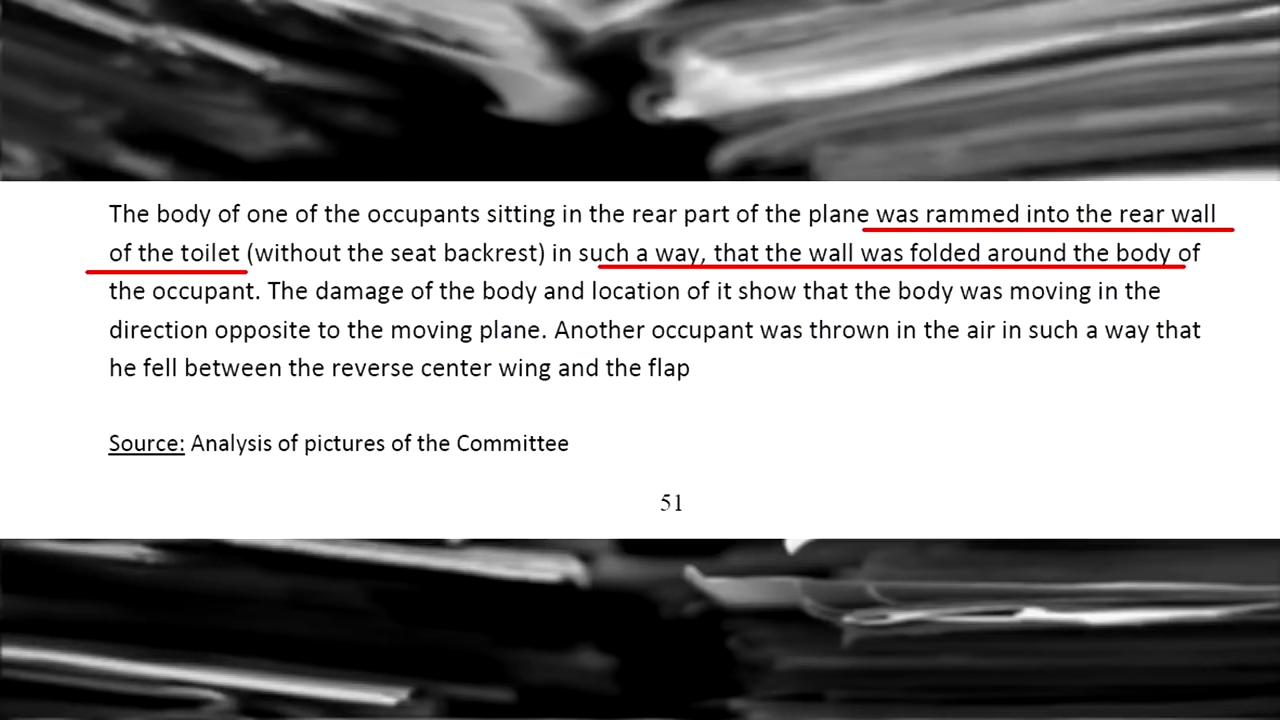 The body of one of the occupants sitting in the rear part of the plane was rammed into the rear wall
of the toilet (without the seat backrest) in such a way, that the wall was folded around the body of
the occupant. The damage of the body and location of it show that the body was moving in the
direction opposite to the moving plane. Another occupant was thrown in the air in such a way that
he fell between the reverse center wing and the flap
Source: Analysis of pictures of the Committee
51